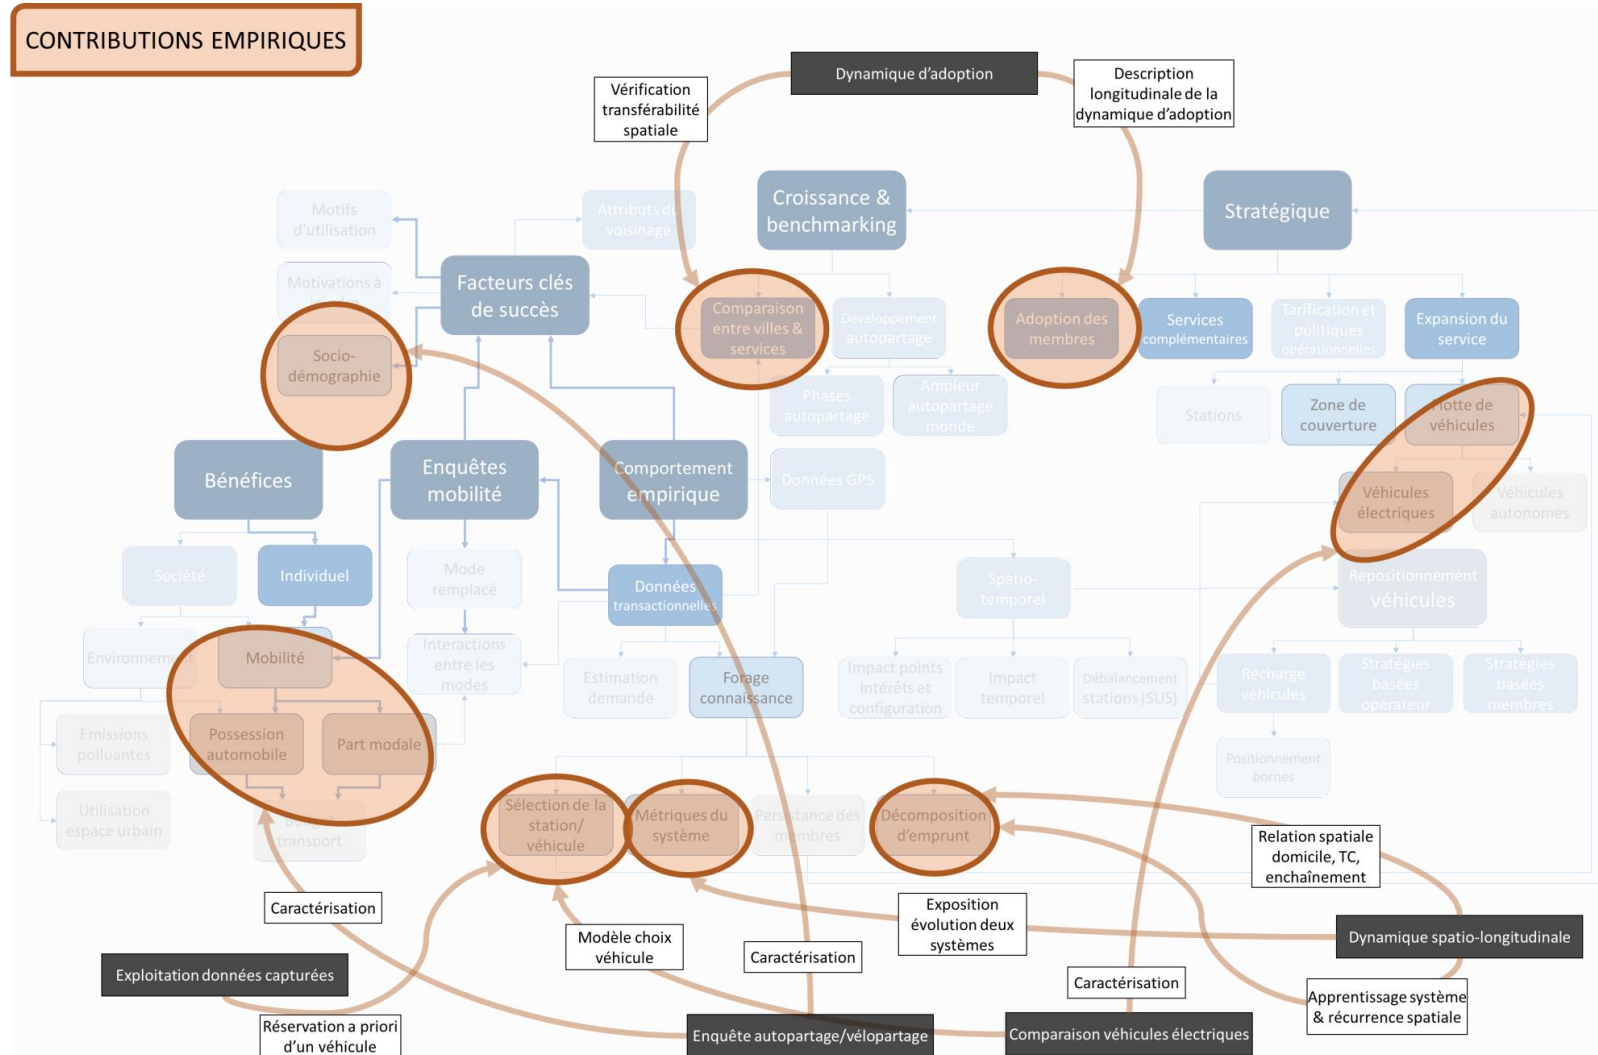 CONTRIBUTIONS EMPIRIQUES
Dynamique d'adoption
Vérification
transférabilité
spatiale
Description
longitudinale de la
dynamique d'adoption
Motifs
d'utilisation
Attributs du
voisinage
Croissance &
benchmarking
Stratégique
Motivations à
Facteurs clés
de succès
Comparaison
entre villes &
services
Développement
autopartage
Adoption des
membres
Services
complémentaires
Tarification et
politiques
opérationnelles
Expansion du
service
Socio-
démographie
Phases
autopartage
Ampleur
autopartage
monde
Stations
Zone de
couverture
Flotte de
véhicules
Bénéfices
Enquêtes
mobilité
Comportement
empirique
Données GPS
Véhicules
électriques
Véhicules
autonomes
Société
Individuel
Mode
remplacé
Données
transactionnelles
Spatio-
temporel
Repositionnement
véhicules
Environnement
Mobilité
Interactions
entre les
modes
Estimation
demande
Forage
connaissance
Impact points
intérêts et
configuration
Impact
temporel
Débalancement
stations (SUS)
Recharge
véhicules
Stratégies
basées
opérateur
Stratégies
basées
membres
Emissions
polluantes
Possession
automobile
Part modale
Positionnement
bornes
Utilisation
espace urbain
Budget
transport
Sélection de la
station/
véhicule
Métriques du
système
Persistance des
membres
Décomposition
d'emprunt
Relation spatiale
domicile, TC,
enchaînement
Caractérisation
Exposition
évolution deux
systèmes
Modèle choix
véhicule
Caractérisation
Dynamique spatio-longitudinale
Exploitation données capturées
Caractérisation
Apprentissage système
& récurrence spatiale
Réservation a priori
d'un véhicule
Enquête autopartage/vélopartage
Comparaison véhicules électriques